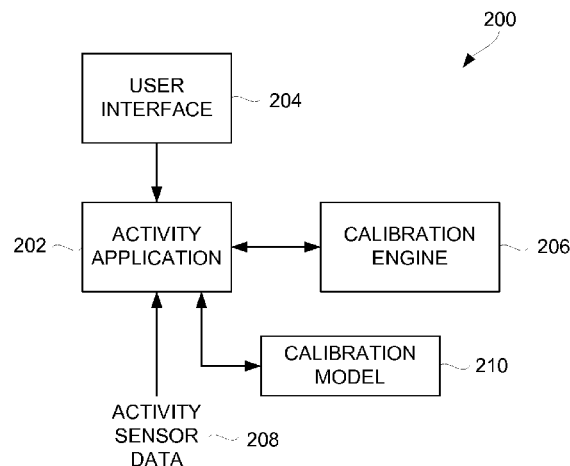 200
USER
INTERFACE
204
202
ACTIVITY
APPLICATION
CALIBRATION
ENGINE
206
CALIBRATION
MODEL
210
ACTIVITY
SENSOR
DATA
208